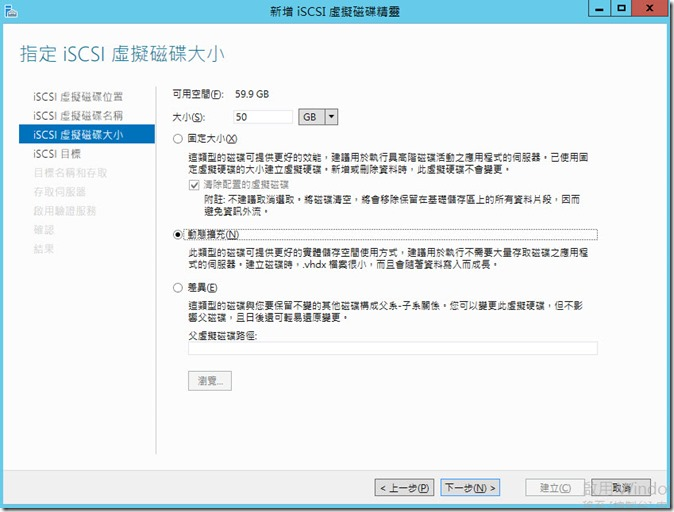 新增 iSCSI 虛擬磁碟精靈
指定 iSCSI 虛擬磁碟大小
iSCSI 虛擬磁碟位置
iSCSI 虛擬磁碟名稱
iSCSI 虛擬磁碟大小
iSCSI 目標
目標名稱和存取
存取伺服器
啟用驗證服務
確認
結果
可用空間(F): 59.9 GB
大小(S): 50 GB
固定大小(X)
這類型的磁碟可提供更好的效能，建議用於執行具高階磁碟活動之應用程式的伺服器。已使用固
定虛擬硬碟的大小建立虛擬硬碟。新增或刪除資料時，此虛擬硬碟不會變更。
清除配置的虛擬磁碟
附註: 不建議取消選取。將磁碟清空，將會移除保留在基礎儲存區上的所有資料片段，因而
避免資訊外流。
動態擴充(N)
此類型的磁碟可提供更好的實體儲存空間使用方式，建議用於執行不需要大量存取磁碟之應用程
式的伺服器。建立磁碟時，.vhdx 檔案很小，而且會隨著資料寫入而成長。
差異(E)
這類型的磁碟與您要保留不變的其他磁碟構成父系-子系關係。您可以變更此虛擬硬碟，但不影
響父磁碟，且日後還可輕易還原變更。
父虛擬磁碟路徑:
瀏覽...
< 上一步(P) 下一步(N) > 建立(C) 取消
啟用 Windo